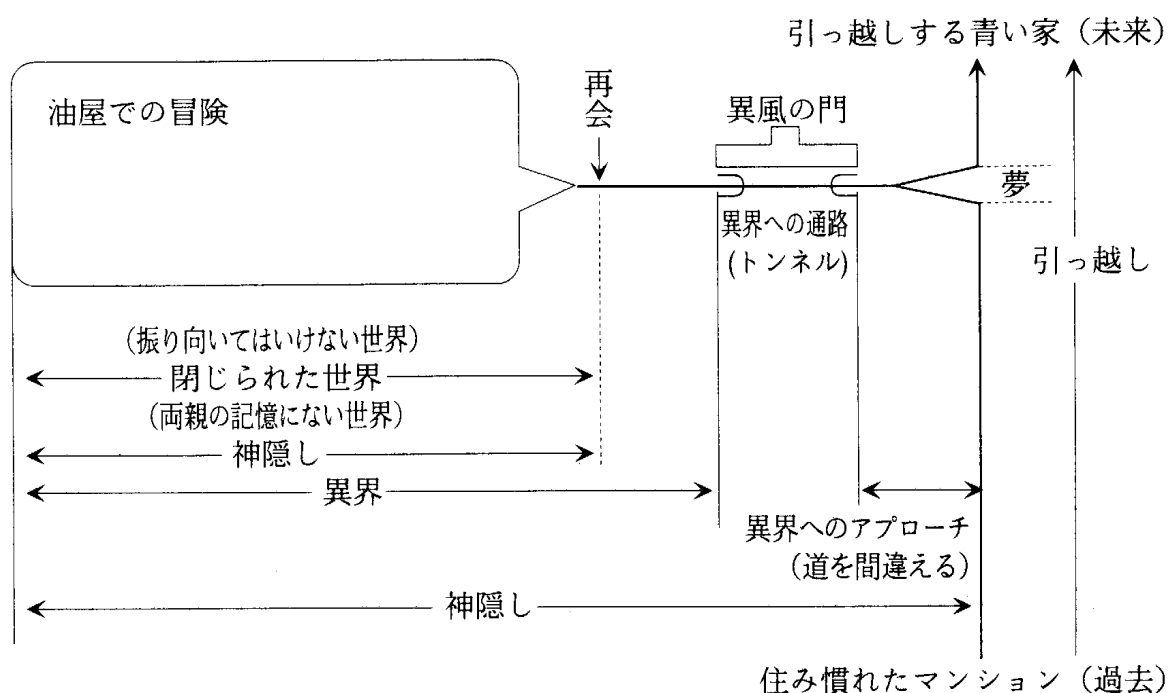 引っ越しする青い家（未来）
油屋での冒険
再会
異風の門
夢
異界への通路
(トンネル)
引っ越し
（振り向いてはいけない世界）
閉じられた世界
（両親の記憶にない世界）
神隠し
異界
異界へのアプローチ
（道を間違える）
神隠し
住み慣れたマンション（過去）